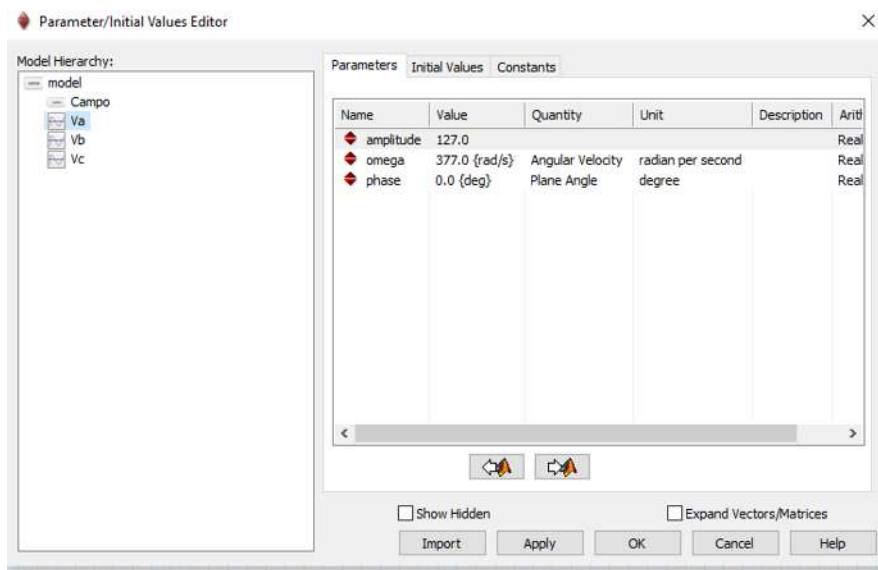 Parameter/Initial Values Editor
Model Hierarchy:
model
Campo
Va
Vb
Vc
Parameters Initial Values Constants
Name Value Quantity Unit Description Arith
amplitude 127.0 Real
omega 377.0 {rad/s} Angular Velocity radian per second Real
phase 0.0 {deg} Plane Angle degree Real
Show Hidden Expand Vectors/Matrices
Import Apply OK Cancel Help